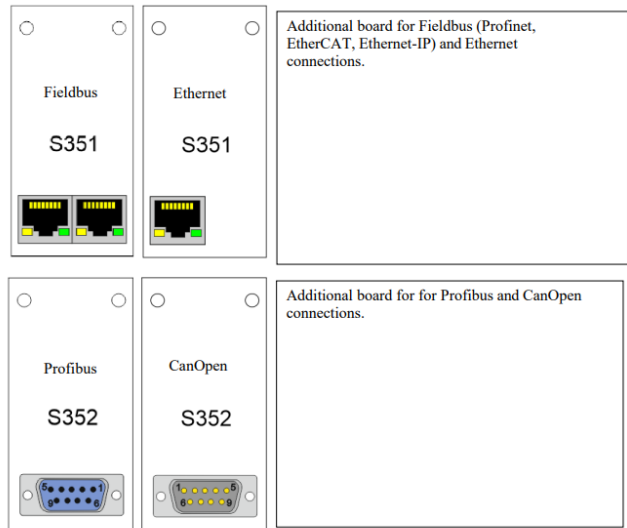 Fieldbus
S351
Ethernet
S351
Additional board for Fieldbus (Profinet,
EtherCAT, Ethernet-IP) and Ethernet
connections.
Profibus
S352
5 1
9 6
CanOpen
S352
1 5
6 9
Additional board for for Profibus and CanOpen
connections.